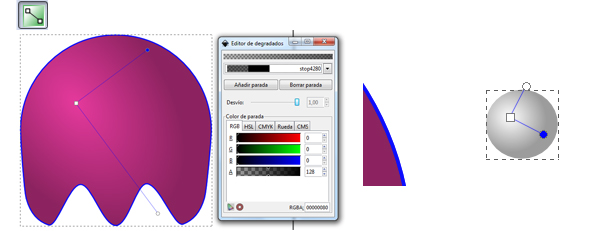 Editor de degradados
stop4280
Añadir parada
Borrar parada
Desvío:
1,00
Color de parada
RGB HSL CMYK Rueda CMS
R 0
G 0
B 0
A 128
RGBA: 00000080